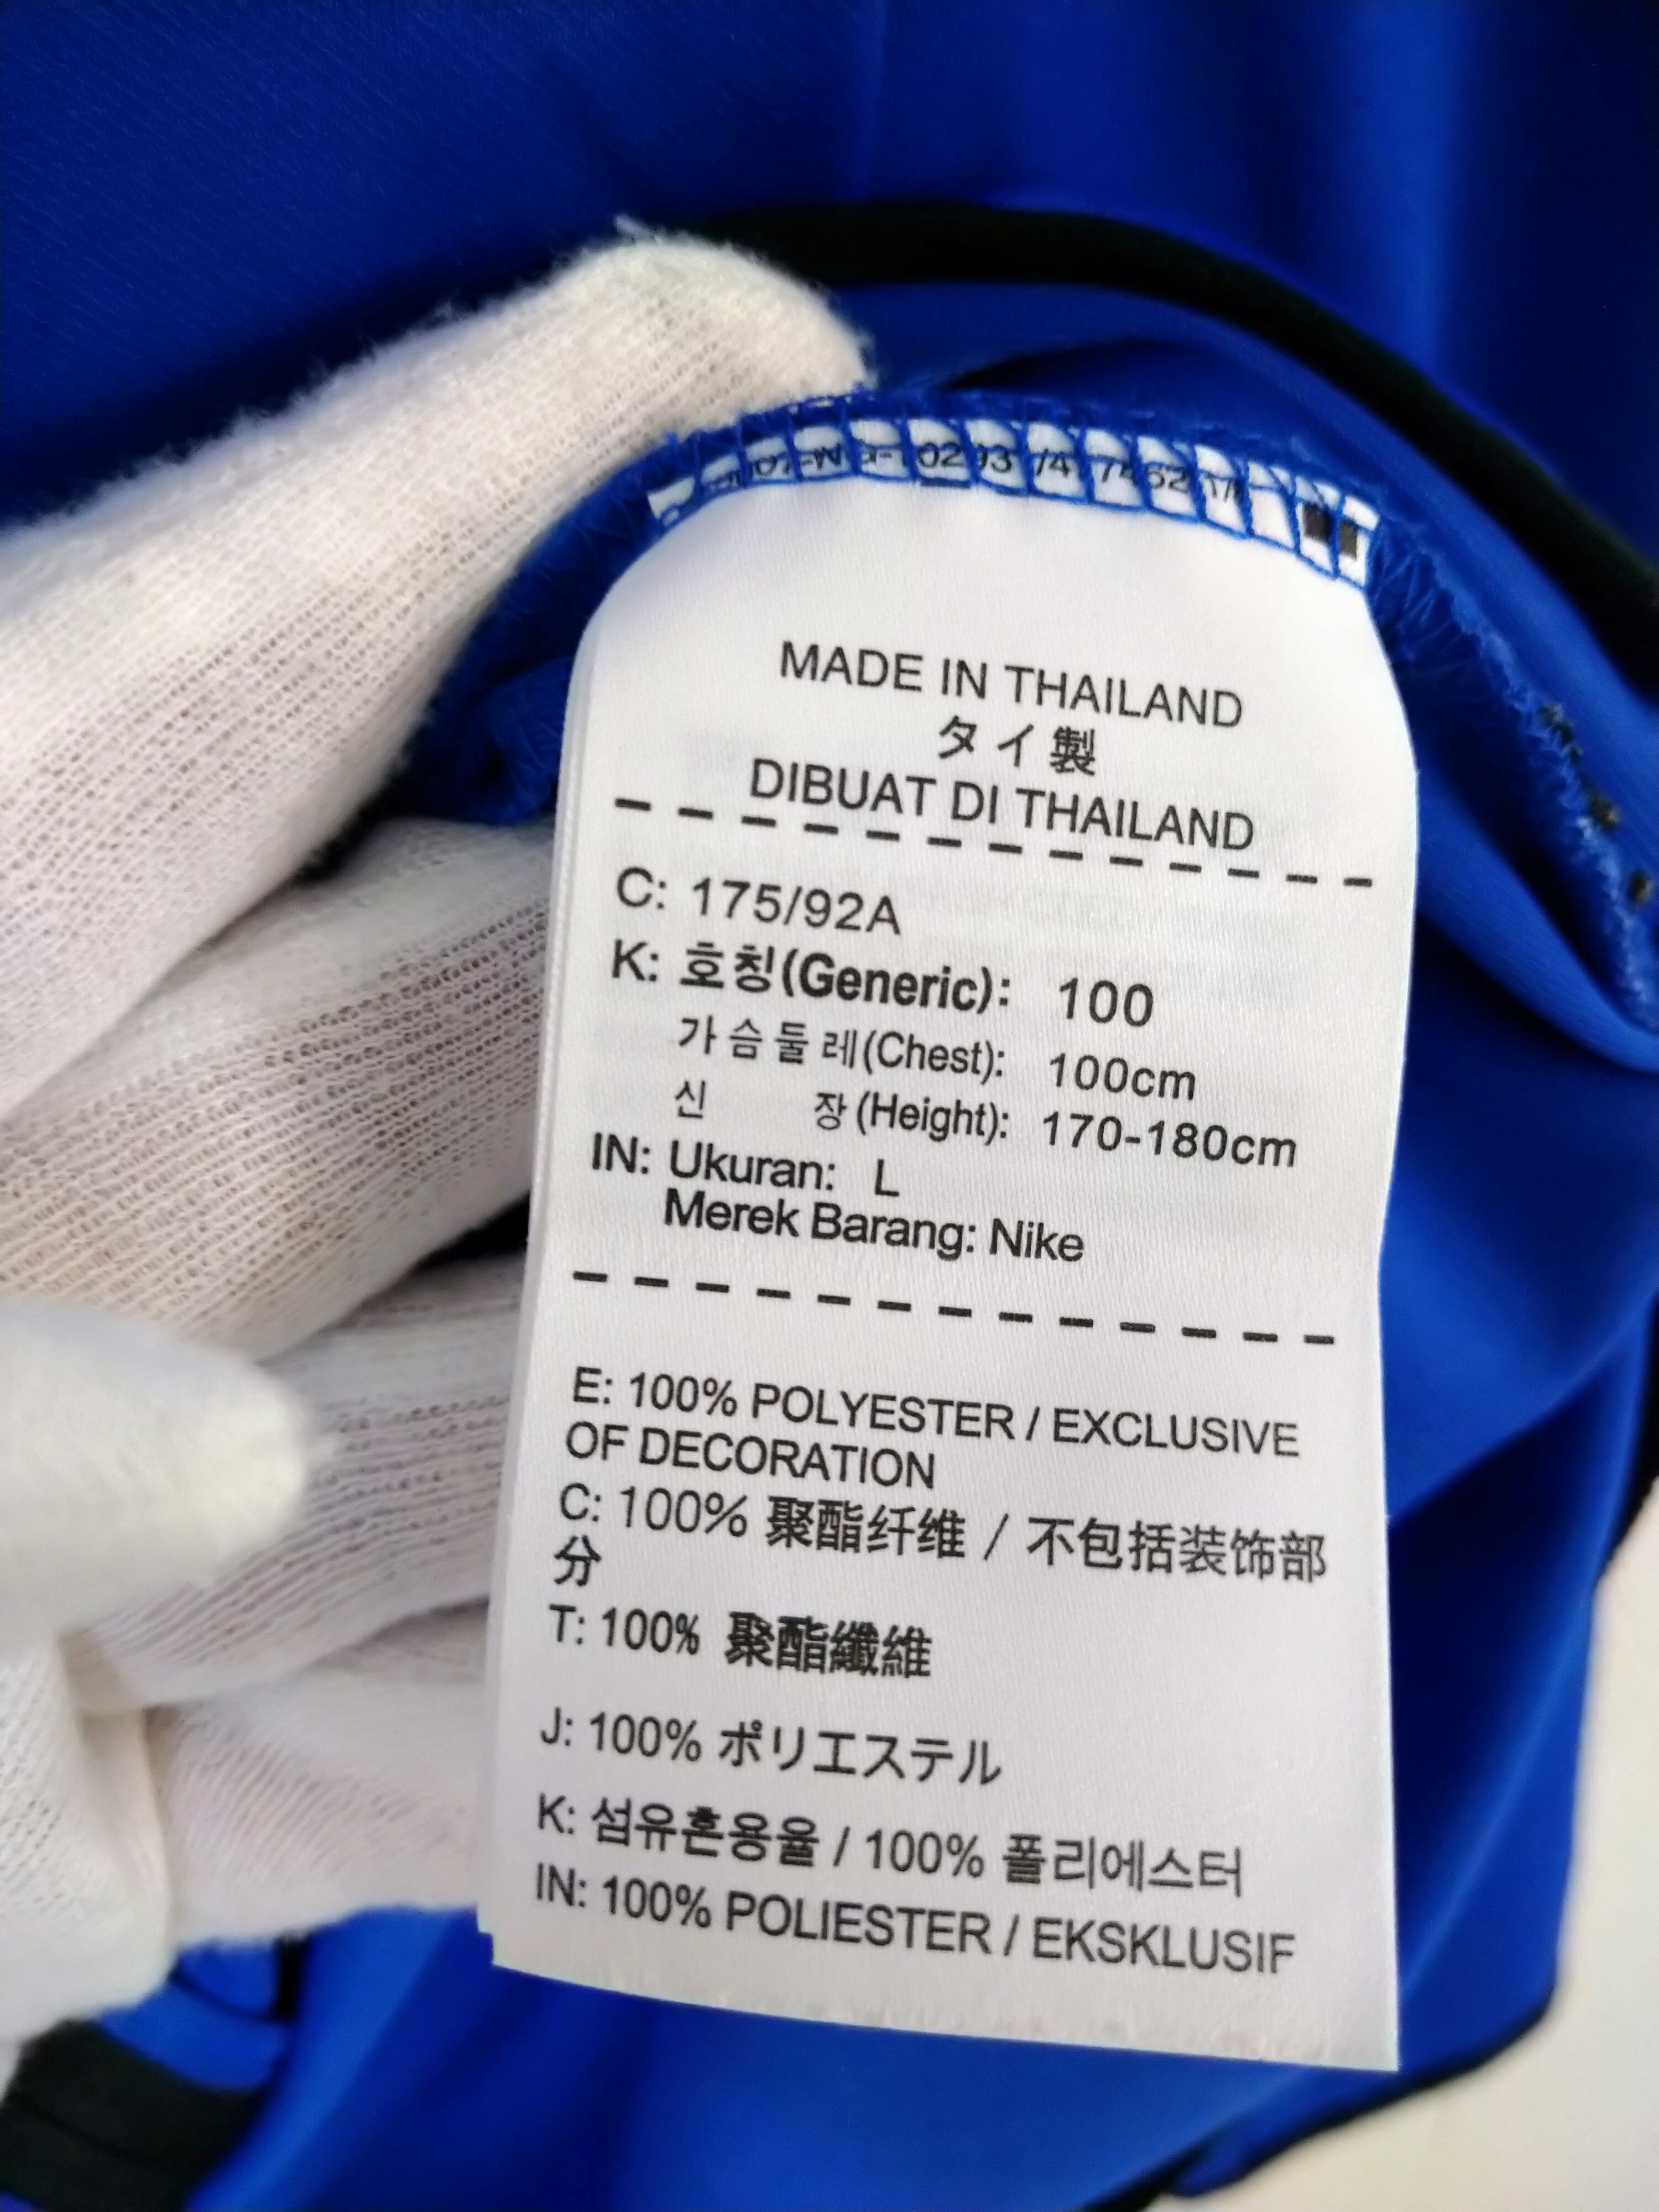 MADE IN THAILAND
タイ製
DIBUAT DI THAILAND
C: 175/92A
K: 호칭(Generic): 100
가슴둘레(Chest): 100cm
신 장(Height): 170-180cm
IN: Ukuran: L
Merek Barang: Nike
E: 100% POLYESTER / EXCLUSIVE
OF DECORATION
C: 100% 聚酯纤维 / 不包括装饰部
分
T: 100% 聚酯纖維
J: 100% ポリエステル
K: 섬유혼용율 / 100% 폴리에스터
IN: 100% POLIESTER / EKSKLUSIF